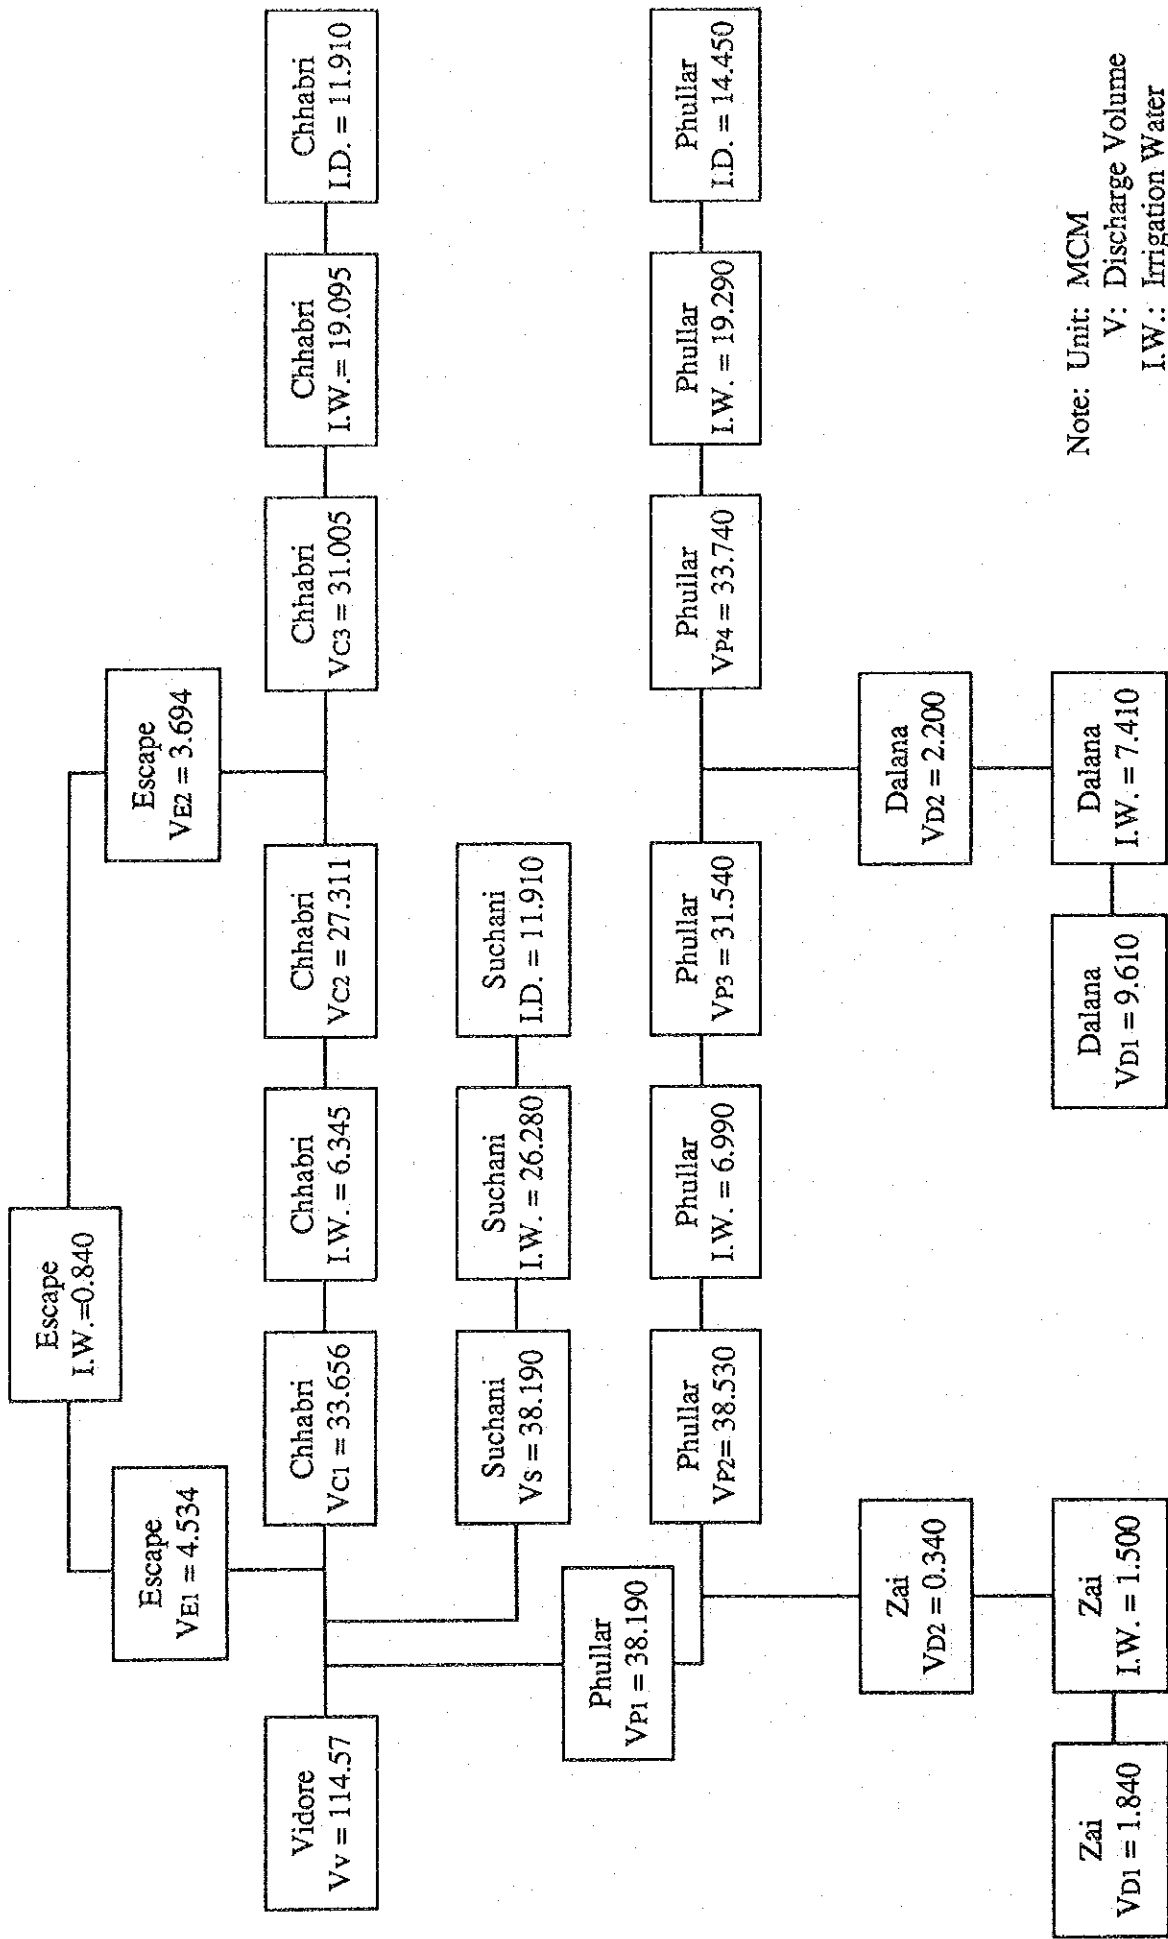 Escape
I.W.=0.840
Escape
VE1 = 4.534
Escape
VE2 = 3.694
Vidore
Vv = 114.57
Chhabri
VC1 = 33.656
Chhabri
I.W. = 6.345
Chhabri
VC2 = 27.311
Chhabri
VC3 = 31.005
Chhabri
I.W.= 19.095
Chhabri
I.D. = 11.910
Suchani
Vs = 38.190
Suchani
I.W. = 26.280
Suchani
I.D. = 11.910
Phullar
VP1 = 38.190
Phullar
VP2= 38.530
Phullar
I.W. = 6.990
Phullar
VP3 = 31.540
Phullar
VP4 = 33.740
Phullar
I.W. = 19.290
Phullar
I.D. = 14.450
Zai
VD2 = 0.340
Dalana
VD2 = 2.200
Zai
VD1 = 1.840
Zai
I.W. = 1.500
Dalana
VD1 = 9.610
Dalana
I.W. = 7.410
Note: Unit: MCM
V: Discharge Volume
I.W.: Irrigation Water